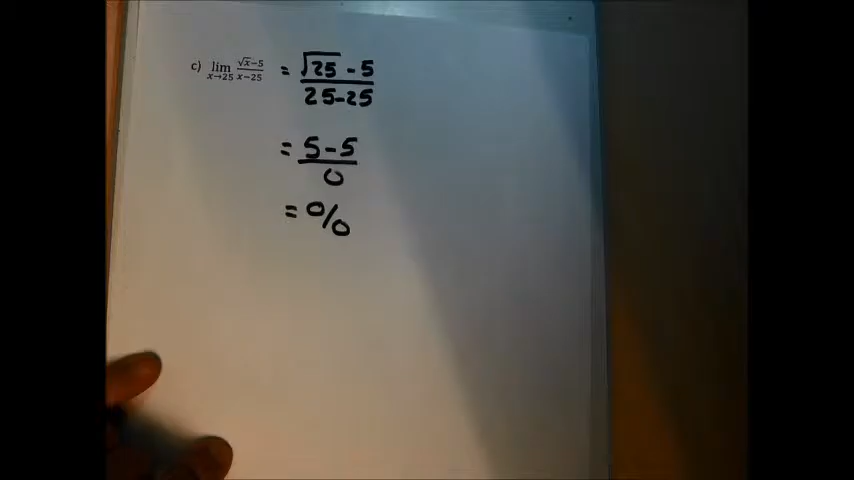 c) lim x→25 √x−5 / x−25 = √25 - 5 / 25-25
= 5-5 / 0
= 0/0